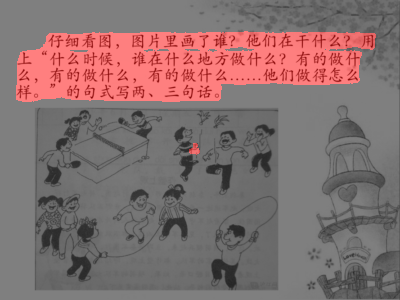 仔细看图，图片里画了谁？他们在干什么？用
上“什么时候，谁在什么地方做什么？有的做什
么，有的做什么，有的做什么……他们做得怎么
样。”的句式写两、三句话。